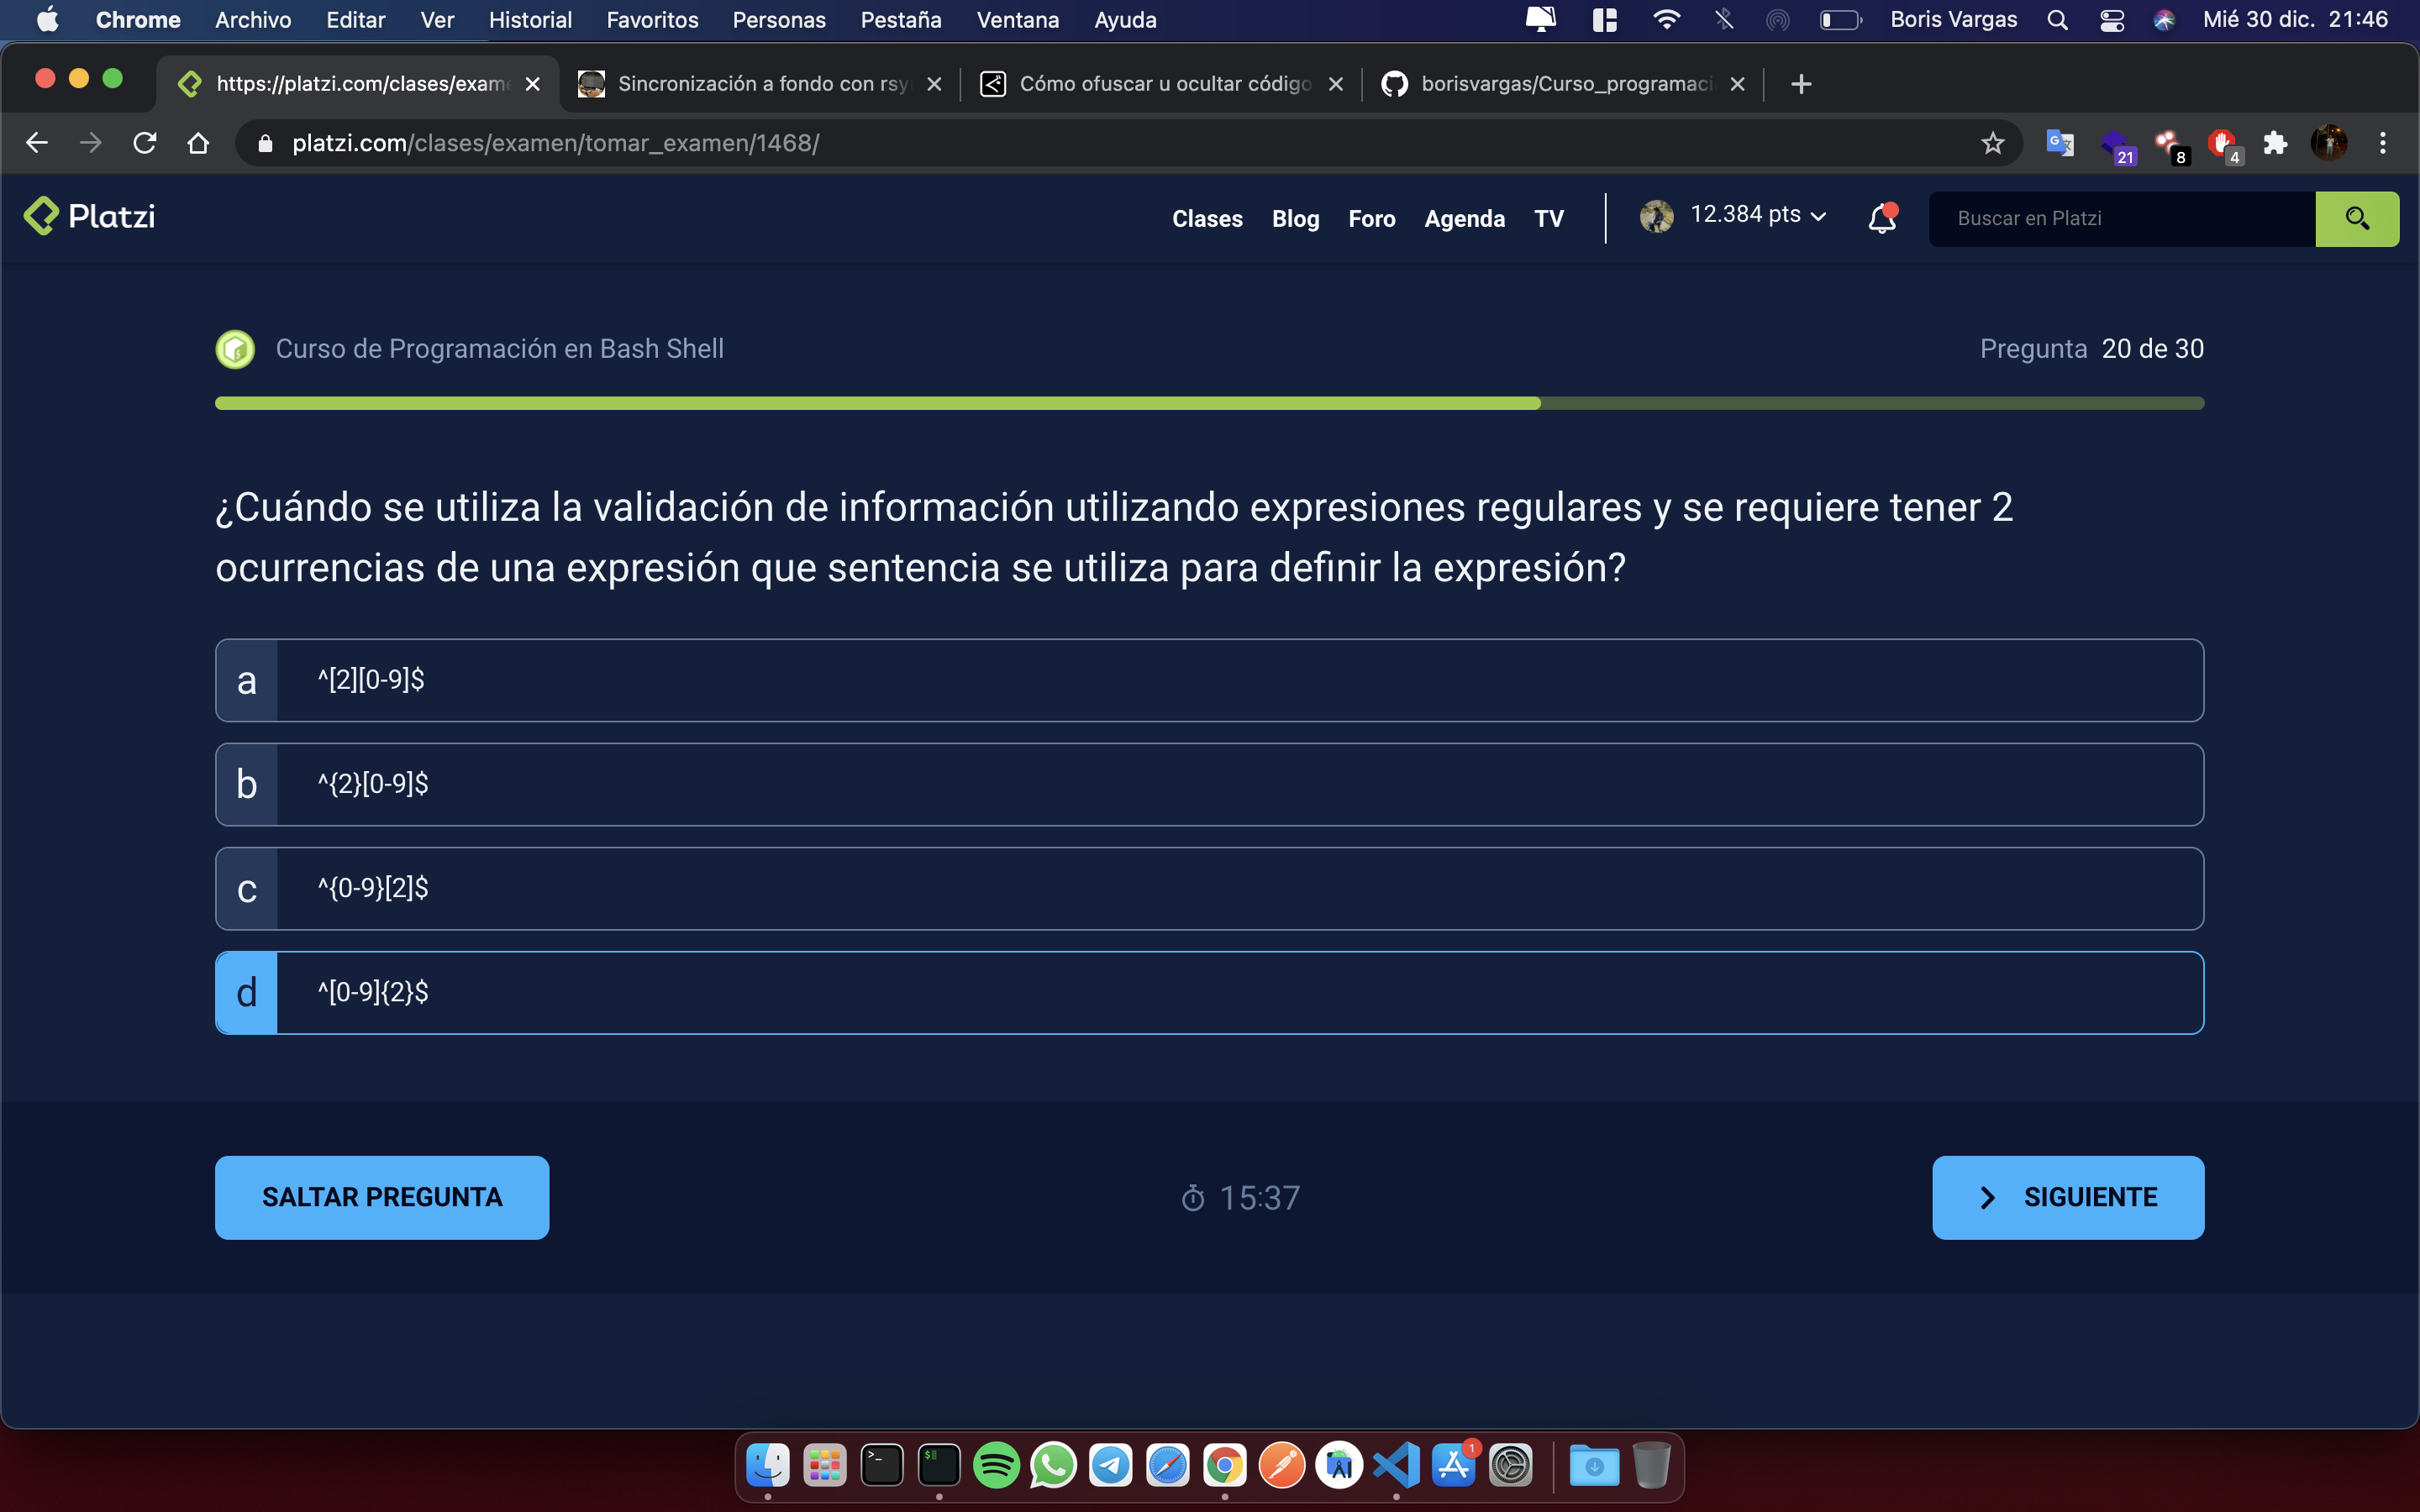 Chrome Archivo Editar Ver Historial Favoritos Personas Pestaña Ventana Ayuda Boris Vargas Mié 30 dic. 21:46
https://platzi.com/clases/exame Sincronización a fondo con rsy Cómo ofuscar u ocultar código borisvargas/Curso_programaci
platzi.com/clases/examen/tomar_examen/1468/ 21 8 4
Platzi Clases Blog Foro Agenda TV 12.384 pts Buscar en Platzi
Curso de Programación en Bash Shell Pregunta 20 de 30
¿Cuándo se utiliza la validación de información utilizando expresiones regulares y se requiere tener 2
ocurrencias de una expresión que sentencia se utiliza para definir la expresión?
a ^[2][0-9]$
b ^{2}[0-9]$
c ^{0-9}[2]$
d ^[0-9]{2}$
SALTAR PREGUNTA 15:37 SIGUIENTE
1